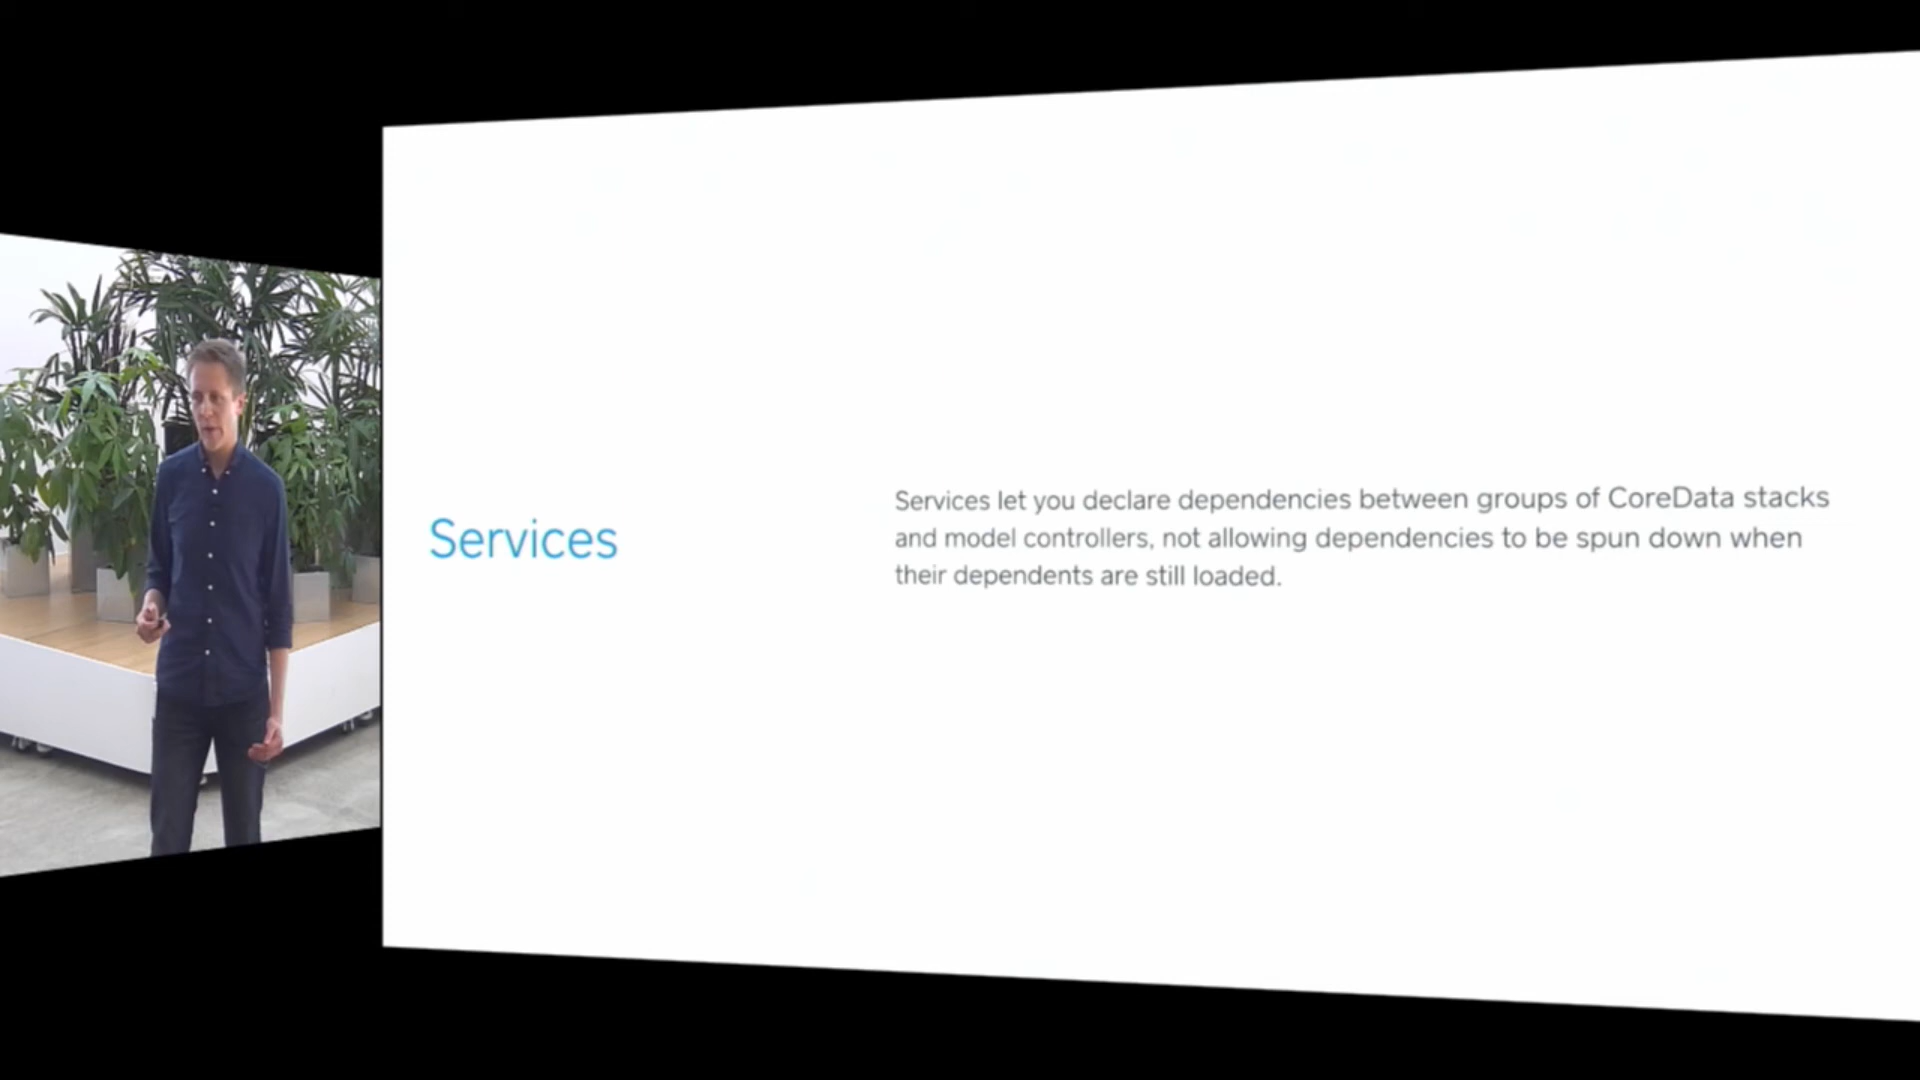 Services
Services let you declare dependencies between groups of CoreData stacks
and model controllers, not allowing dependencies to be spun down when
their dependents are still loaded.